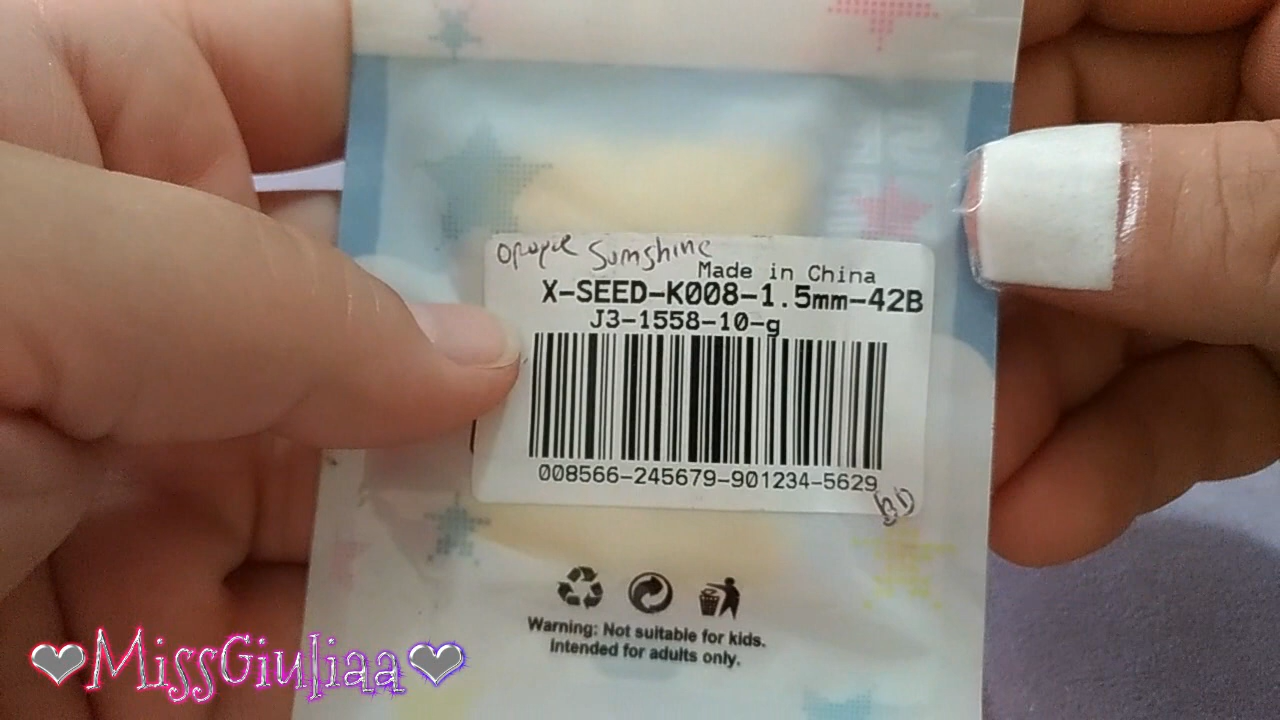 Opaque Sunshine
Made in China
X-SEED-K008-1.5mm-42B
J3-1558-10-g
008566-245679-901234-5629
BD
Warning: Not suitable for kids.
Intended for adults only.
❤MissGiuliaa❤